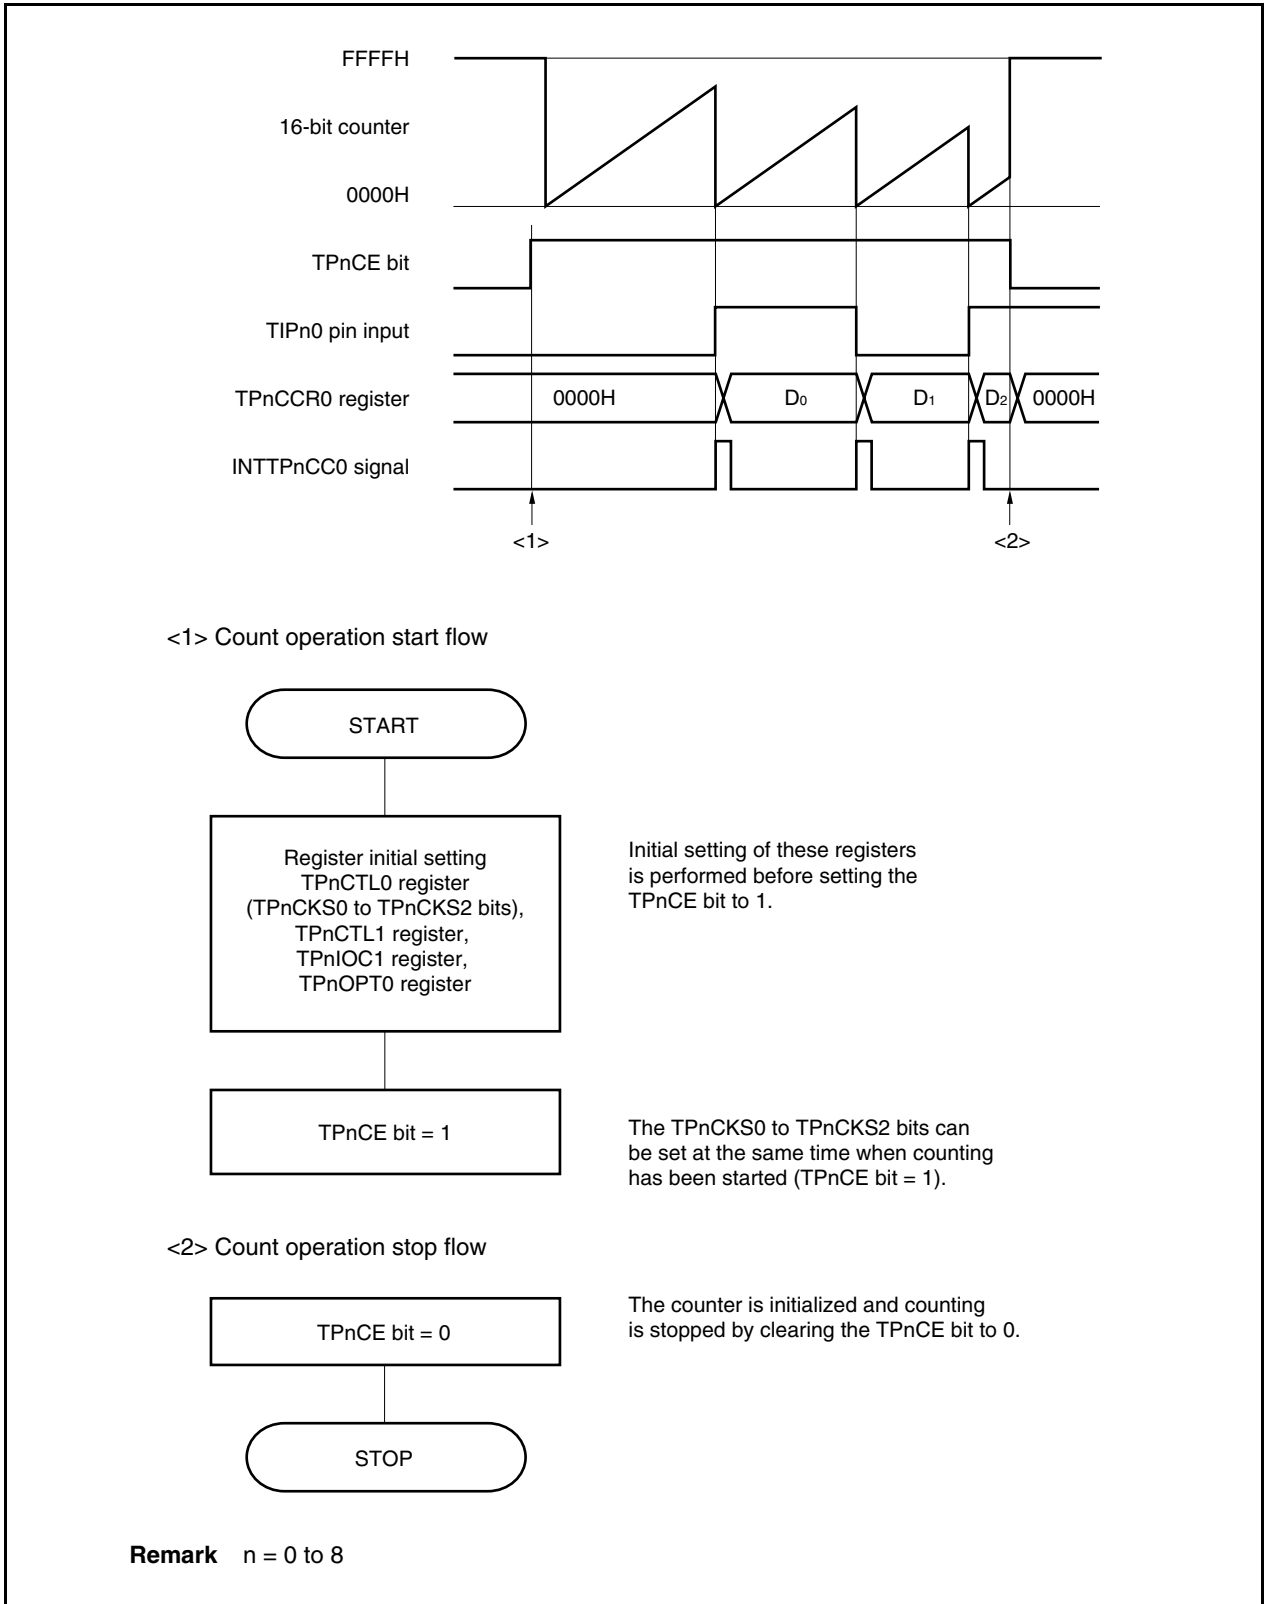 FFFFH
16-bit counter
0000H
TPnCE bit
TIPn0 pin input
TPnCCR0 register
0000H
D0
D1
D2
0000H
INTTPnCC0 signal
<1>
<2>
<1> Count operation start flow
START
Register initial setting
TPnCTL0 register
(TPnCKS0 to TPnCKS2 bits),
TPnCTL1 register,
TPnIOC1 register,
TPnOPT0 register
Initial setting of these registers
is performed before setting the
TPnCE bit to 1.
TPnCE bit = 1
The TPnCKS0 to TPnCKS2 bits can
be set at the same time when counting
has been started (TPnCE bit = 1).
<2> Count operation stop flow
TPnCE bit = 0
The counter is initialized and counting
is stopped by clearing the TPnCE bit to 0.
STOP
Remark n = 0 to 8